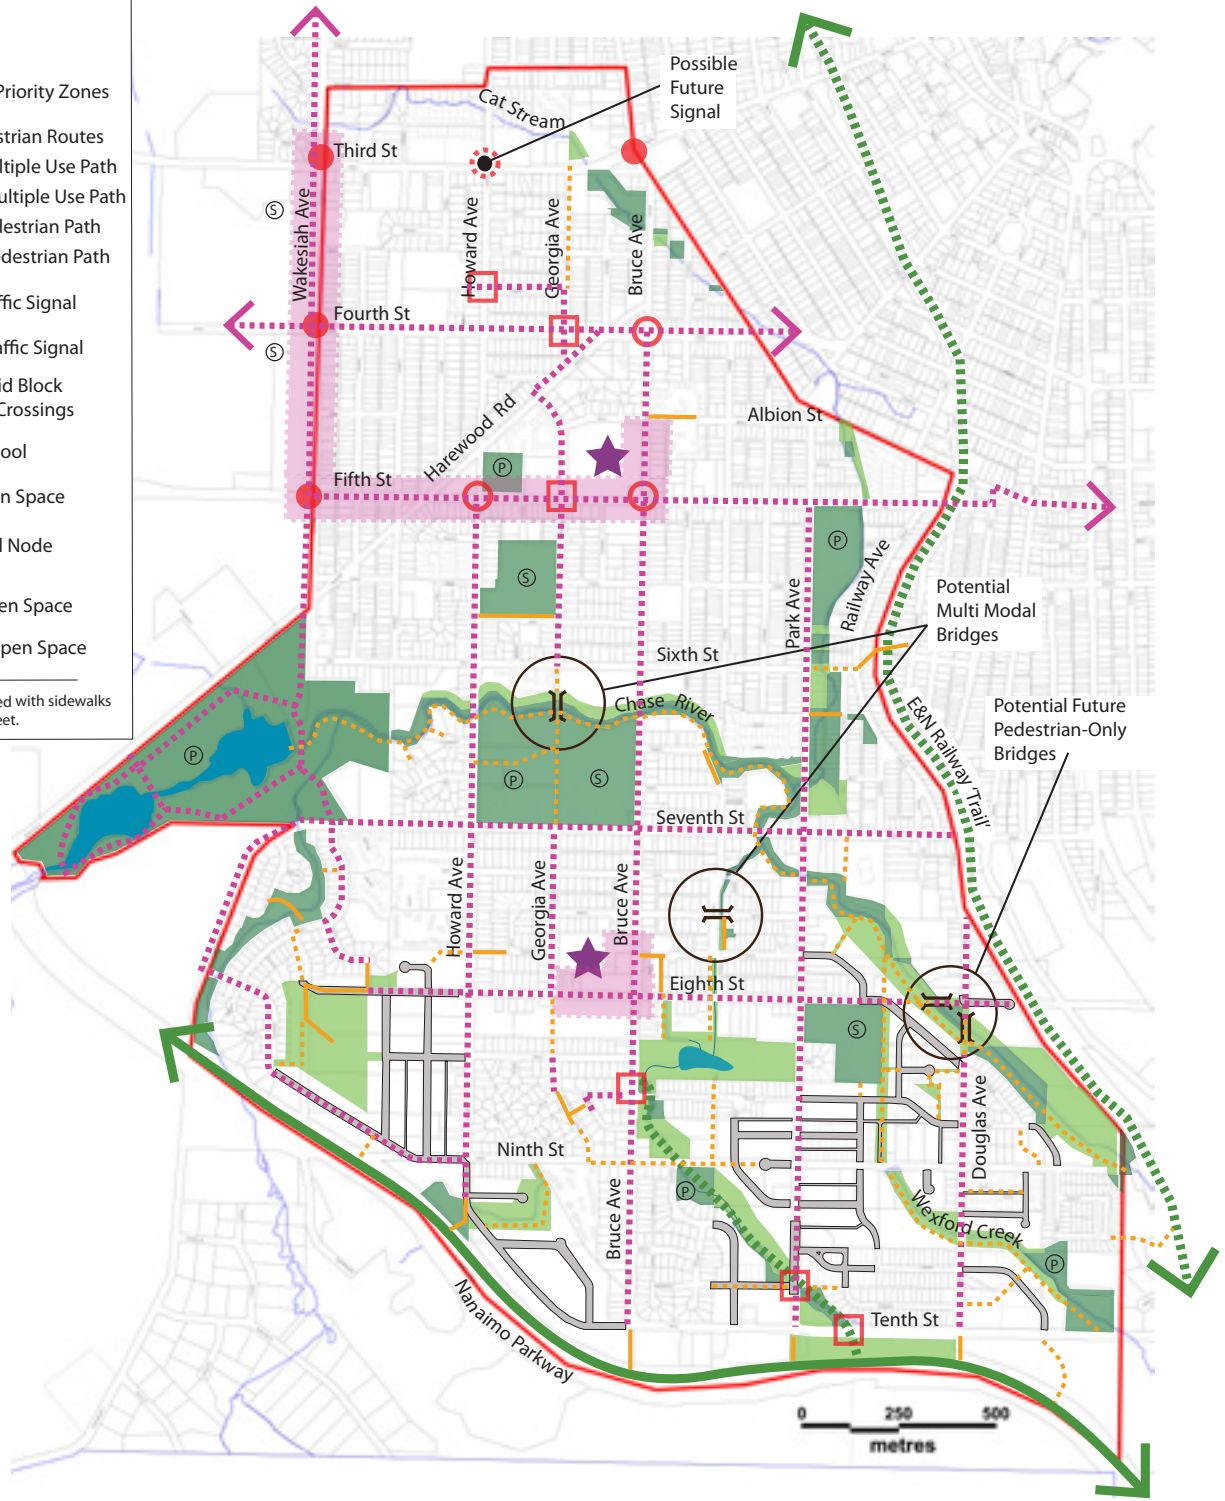 Priority Zones
strian Routes
ltiple Use Path
ultiple Use Path
destrian Path
edestrian Path
ffic Signal
affic Signal
id Block
Crossings
ool
n Space
l Node
en Space
pen Space
ed with sidewalks
eet.
Possible
Future
Signal
Cat Stream
Third St
S
Wakesiah Ave
Howard Ave
Georgia Ave
Bruce Ave
Fourth St
S
Albion St
Harewood Rd
P
Fifth St
P
S
Park Ave
Railway Ave
Potential
Multi Modal
Bridges
Sixth St
Chase River
E&N Railway 'Trail'
Potential Future
Pedestrian-Only
Bridges
P
P
S
Seventh St
Howard Ave
Georgia Ave
Bruce Ave
Eighth St
S
Douglas Ave
Ninth St
P
Bruce Ave
Wexford Creek
P
Nanaimo Parkway
Tenth St
0 250 500
metres